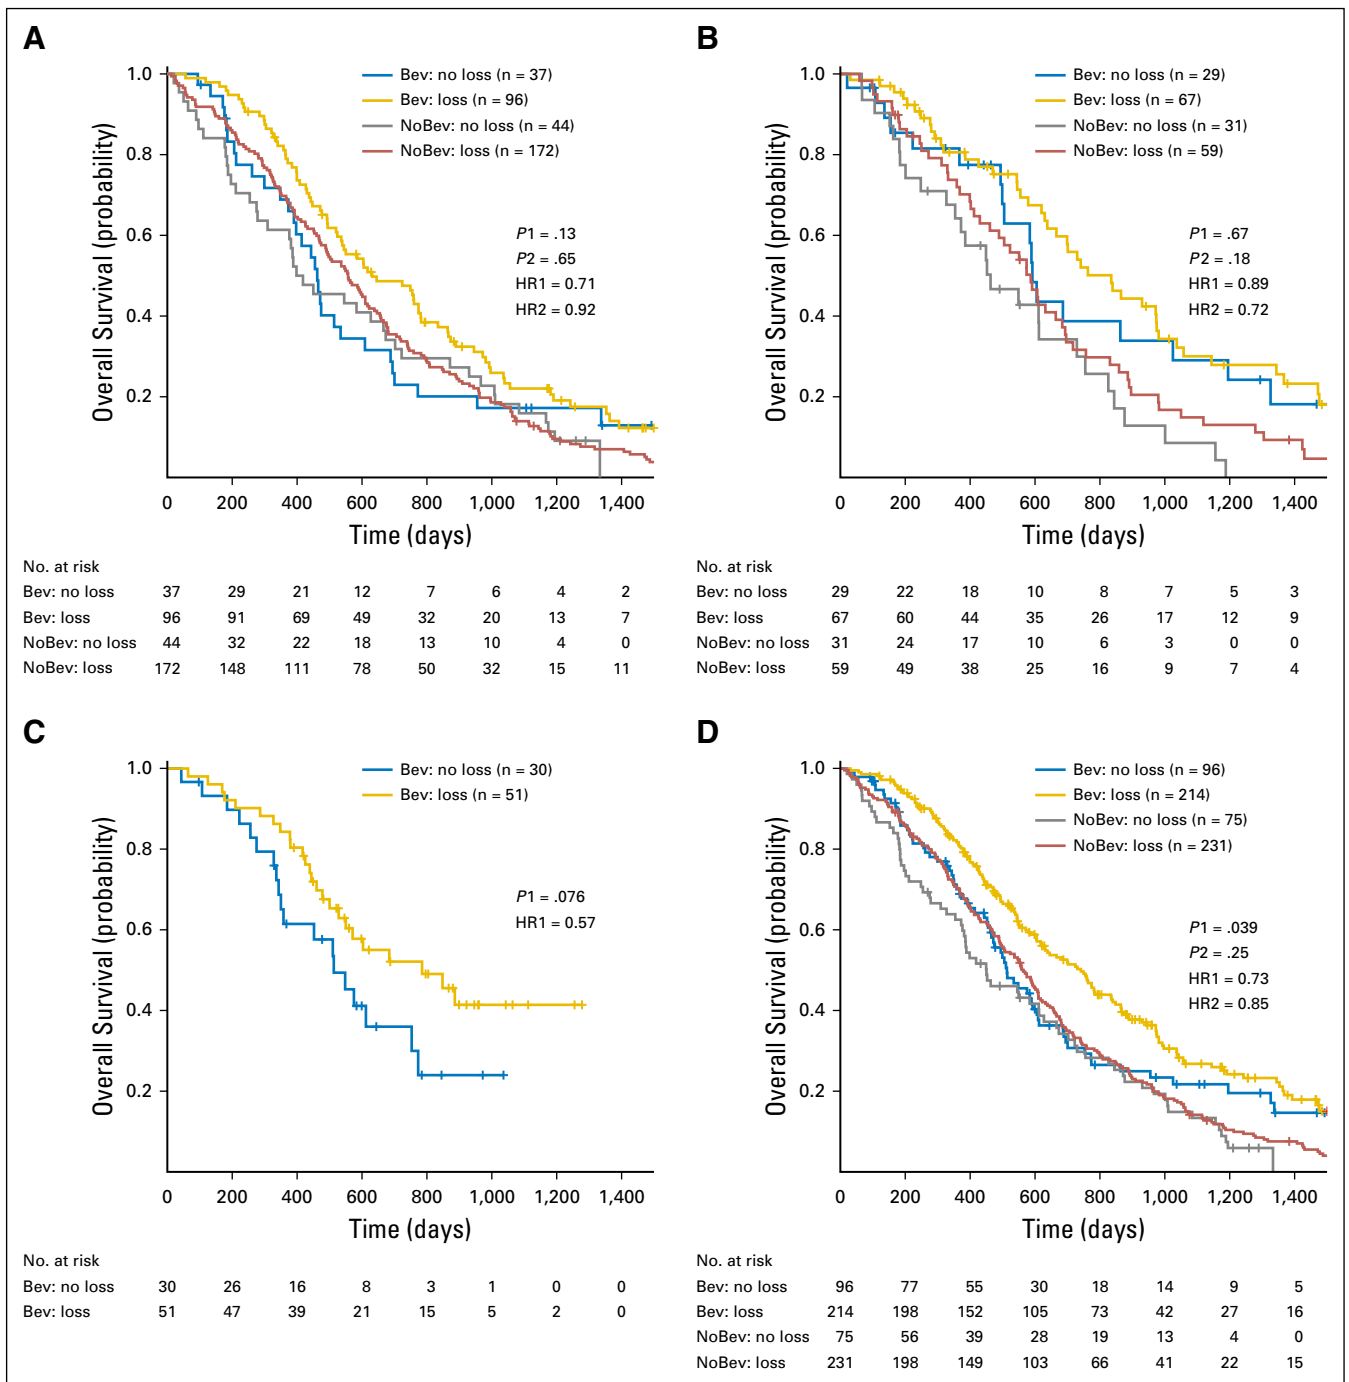 A
Overall Survival (probability)
1.0
0.8
0.6
0.4
0.2
Bev: no loss (n = 37)
Bev: loss (n = 96)
NoBev: no loss (n = 44)
NoBev: loss (n = 172)
P1 = .13
P2 = .65
HR1 = 0.71
HR2 = 0.92
0 200 400 600 800 1,000 1,200 1,400
Time (days)
No. at risk
Bev: no loss 37 29 21 12 7 6 4 2
Bev: loss 96 91 69 49 32 20 13 7
NoBev: no loss 44 32 22 18 13 10 4 0
NoBev: loss 172 148 111 78 50 32 15 11
B
Overall Survival (probability)
1.0
0.8
0.6
0.4
0.2
Bev: no loss (n = 29)
Bev: loss (n = 67)
NoBev: no loss (n = 31)
NoBev: loss (n = 59)
P1 = .67
P2 = .18
HR1 = 0.89
HR2 = 0.72
0 200 400 600 800 1,000 1,200 1,400
Time (days)
No. at risk
Bev: no loss 29 22 18 10 8 7 5 3
Bev: loss 67 60 44 35 26 17 12 9
NoBev: no loss 31 24 17 10 6 3 0 0
NoBev: loss 59 49 38 25 16 9 7 4
C
Overall Survival (probability)
1.0
0.8
0.6
0.4
0.2
Bev: no loss (n = 30)
Bev: loss (n = 51)
P1 = .076
HR1 = 0.57
0 200 400 600 800 1,000 1,200 1,400
Time (days)
No. at risk
Bev: no loss 30 26 16 8 3 1 0 0
Bev: loss 51 47 39 21 15 5 2 0
D
Overall Survival (probability)
1.0
0.8
0.6
0.4
0.2
Bev: no loss (n = 96)
Bev: loss (n = 214)
NoBev: no loss (n = 75)
NoBev: loss (n = 231)
P1 = .039
P2 = .25
HR1 = 0.73
HR2 = 0.85
0 200 400 600 800 1,000 1,200 1,400
Time (days)
No. at risk
Bev: no loss 96 77 55 30 18 14 9 5
Bev: loss 214 198 152 105 73 42 27 16
NoBev: no loss 75 56 39 28 19 13 4 0
NoBev: loss 231 198 149 103 66 41 22 15